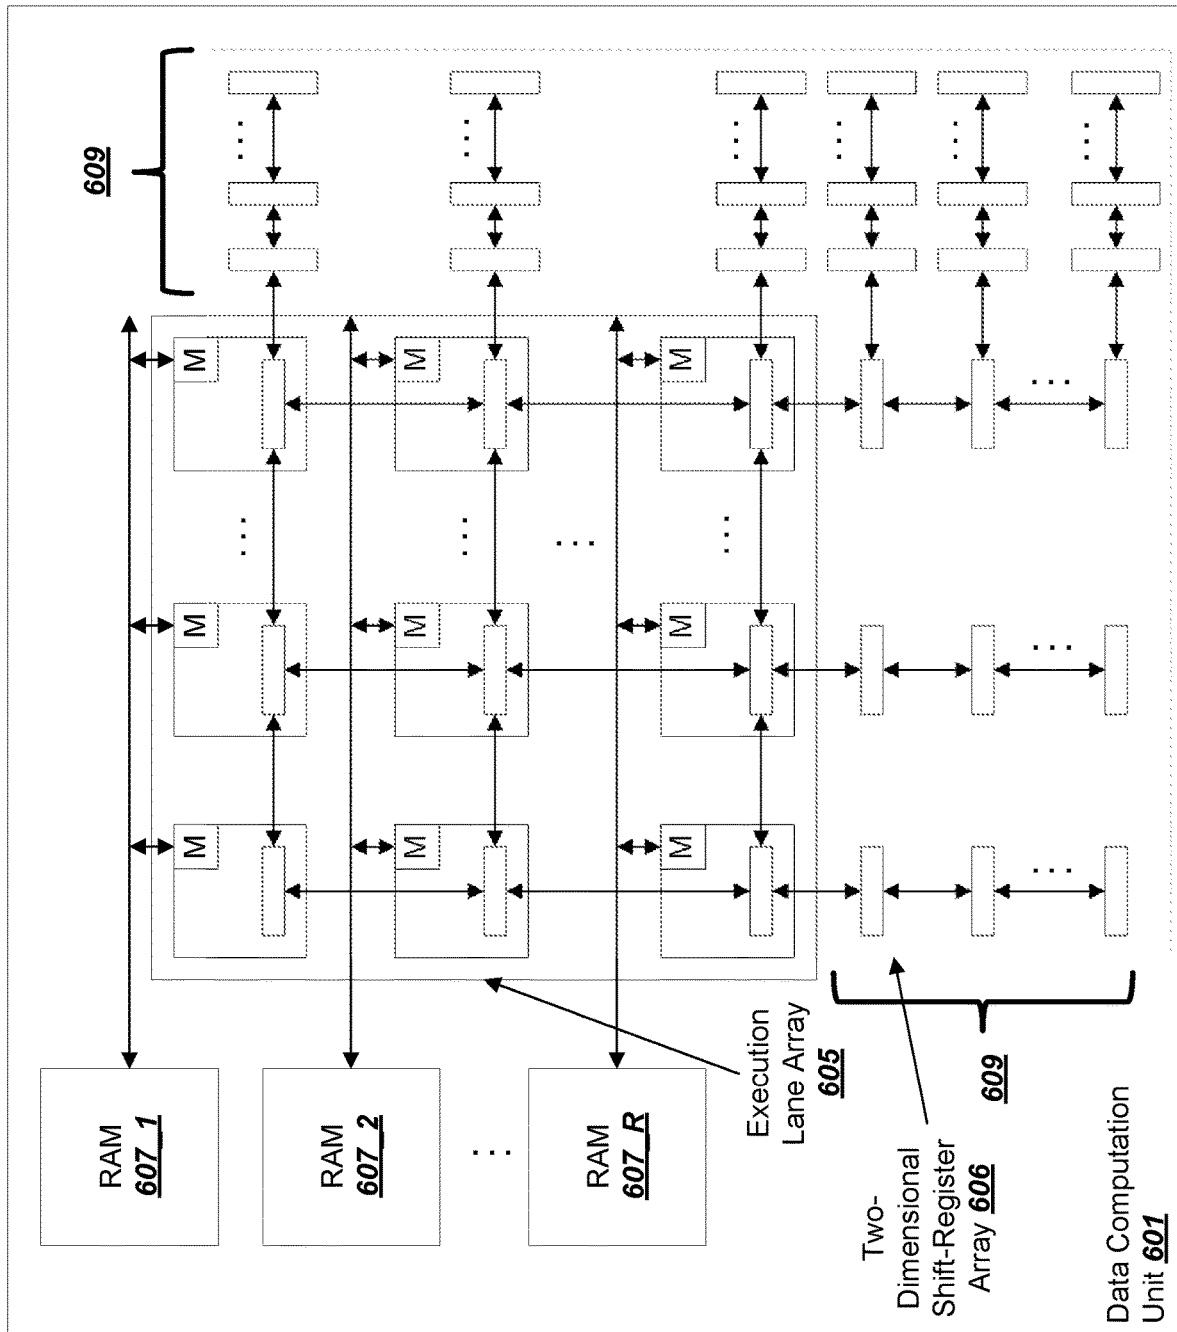 609
M
M
M
M
M
M
M
M
M
RAM
607_1
RAM
607_2
RAM
607_R
Execution
Lane Array
605
Two-
Dimensional
Shift-Register
Array 606
609
Data Computation
Unit 601